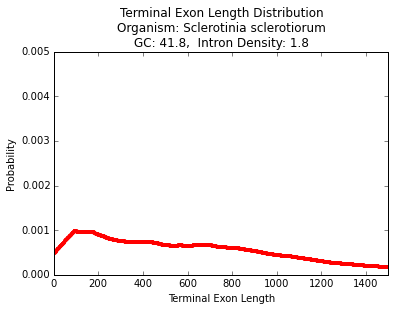 Terminal Exon Length Distribution
Organism: Sclerotinia sclerotiorum
GC: 41.8,  Intron Density: 1.8
0.005
0.004
0.003
0.002
0.001
0.000
Probability
0 200 400 600 800 1000 1200 1400
Terminal Exon Length